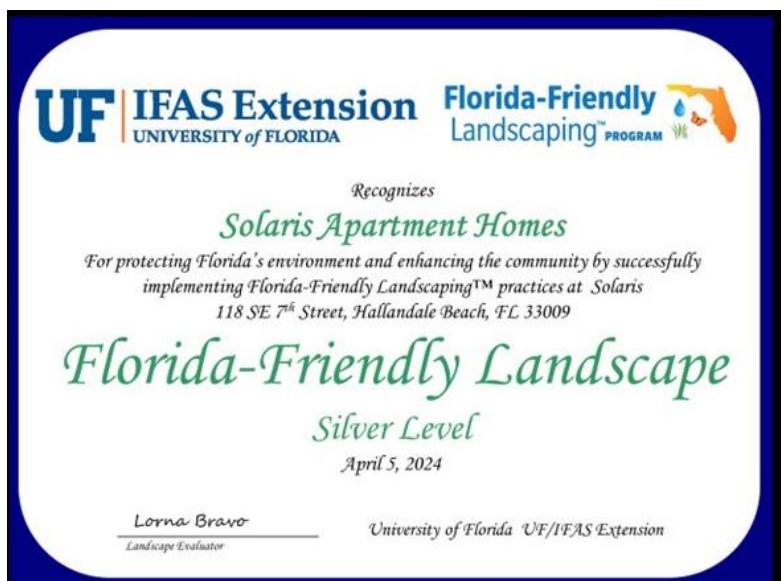 UF IFAS Extension
UNIVERSITY of FLORIDA
Florida-Friendly
Landscaping™ PROGRAM
Recognizes
Solaris Apartment Homes
For protecting Florida's environment and enhancing the community by successfully
implementing Florida-Friendly Landscaping™ practices at Solaris
118 SE 7th Street, Hallandale Beach, FL 33009
Florida-Friendly Landscape
Silver Level
April 5, 2024
Lorna Bravo
Landscape Evaluator
University of Florida UF/IFAS Extension